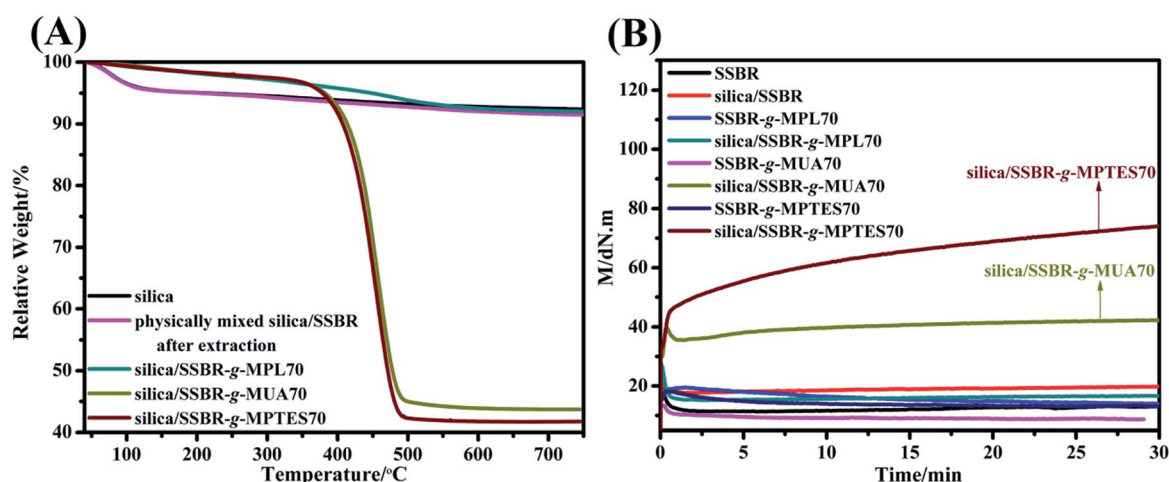 (A)
Relative Weight/%
100
90
80
70
60
50
40
silica
physically mixed silica/SSBR
after extraction
silica/SSBR-g-MPL70
silica/SSBR-g-MUA70
silica/SSBR-g-MPTES70
100 200 300 400 500 600 700
Temperature/°C
(B)
M/dN.m
120
100
80
60
40
20
SSBR
silica/SSBR
SSBR-g-MPL70
silica/SSBR-g-MPL70
SSBR-g-MUA70
silica/SSBR-g-MUA70
SSBR-g-MPTES70
silica/SSBR-g-MPTES70
silica/SSBR-g-MPTES70
silica/SSBR-g-MUA70
0 5 10 15 20 25 30
Time/min